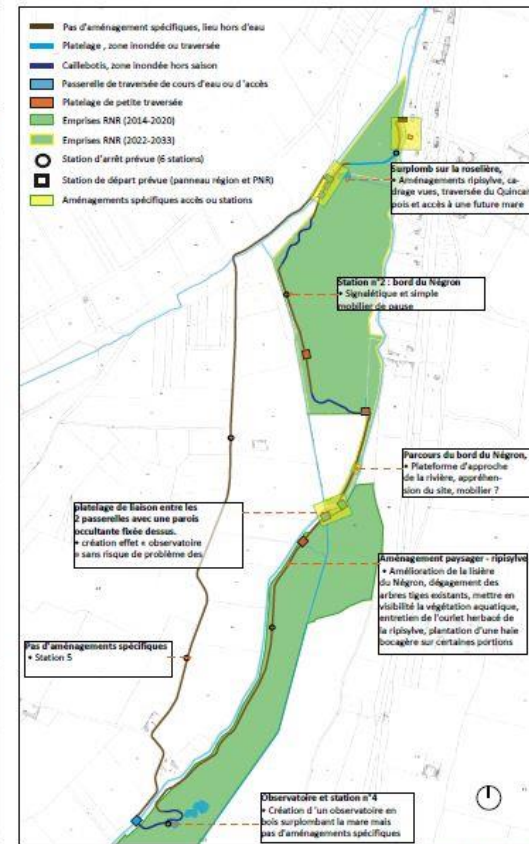 Pas d'aménagement spécifiques, lieu hors d'eau
Platelage , zone inondée ou traversée
Caillebotis, zone inondée hors saison
Passerelle de traversée de cours d'eau ou d 'accès
Platelage de petite traversée
Emprises RNR (2014-2020)
Emprises RNR (2022-2033)
Station d'arrêt prévue (6 stations)
Station de départ prévue (panneau région et PNR)
Aménagements spécifiques accès ou stations
Surplomb sur la roselière,
• Aménagements ripisylve, ca-
drage vues, traversée du Quincam-
pois et accès à une future mare
Station n°2 : bord du Négron
• Signalétique et simple
mobilier de pause
Parcours du bord du Négron,
• Plateforme d'approche
de la rivière, appréhen-
sion du site, mobilier ?
platelage de liaison entre les
2 passerelles avec une parois
occultante fixée dessus.
• création effet « observatoire
» sans risque de problème des
Aménagement paysager - ripisylve
• Amélioration de la lisière
du Négron, dégagement des
arbres tiges existants, mettre en
visibilité la végétation aquatique,
entretien de l'ourlet herbacé de
la ripisylve, plantation d'une haie
bocagère sur certaines portions
Pas d'aménagements spécifiques
• Station 5
Observatoire et station n°4
• Création d 'un observatoire en
bois surplombant la mare mais
pas d'aménagements spécifiques